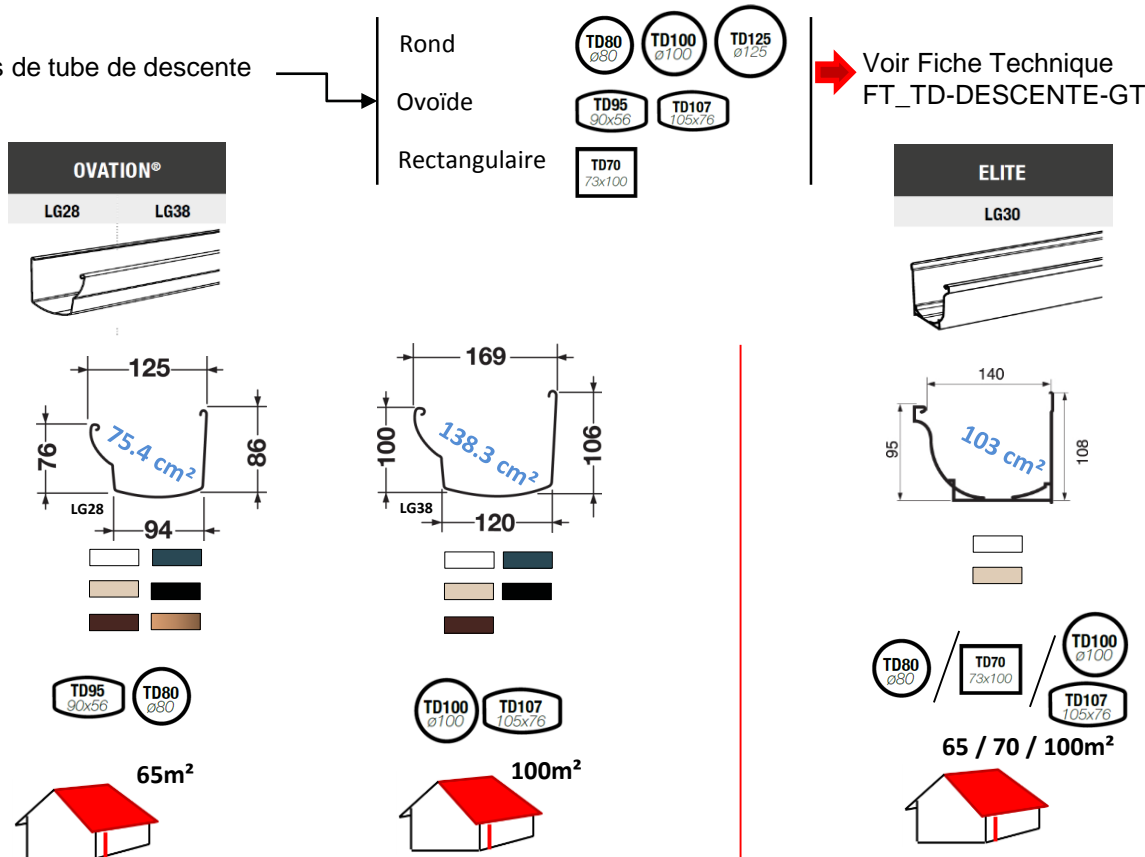 s de tube de descente
Rond
TD80
ø80
TD100
ø100
TD125
ø125
Ovoïde
TD95
90x56
TD107
105x76
Rectangulaire
TD70
73x100
Voir Fiche Technique
FT_TD-DESCENTE-GT
OVATION®
LG28 LG38
ELITE
LG30
125
76
75.4 cm²
86
LG28
94
169
100
138.3 cm²
106
LG38
120
140
95
103 cm²
108
TD95
90x56
TD80
ø80
65m²
TD100
ø100
TD107
105x76
100m²
TD80
ø80
TD70
73x100
TD100
ø100
TD107
105x76
65 / 70 / 100m²